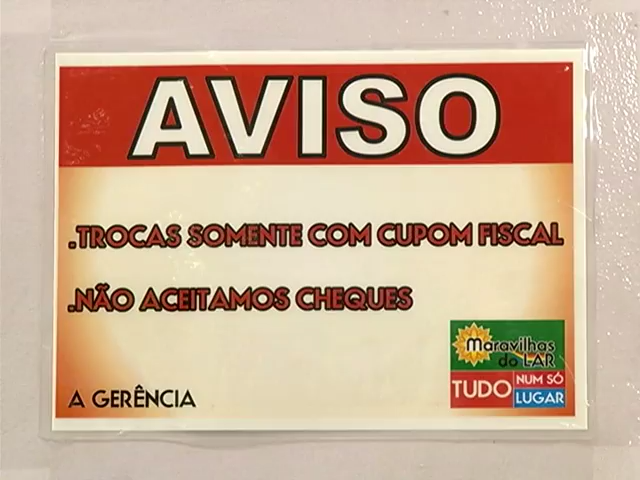 AVISO
.TROCAS SOMENTE COM CUPOM FISCAL
.NÃO ACEITAMOS CHEQUES
A GERÊNCIA
Maravilhas
do LAR
TUDO NUM SÓ
LUGAR